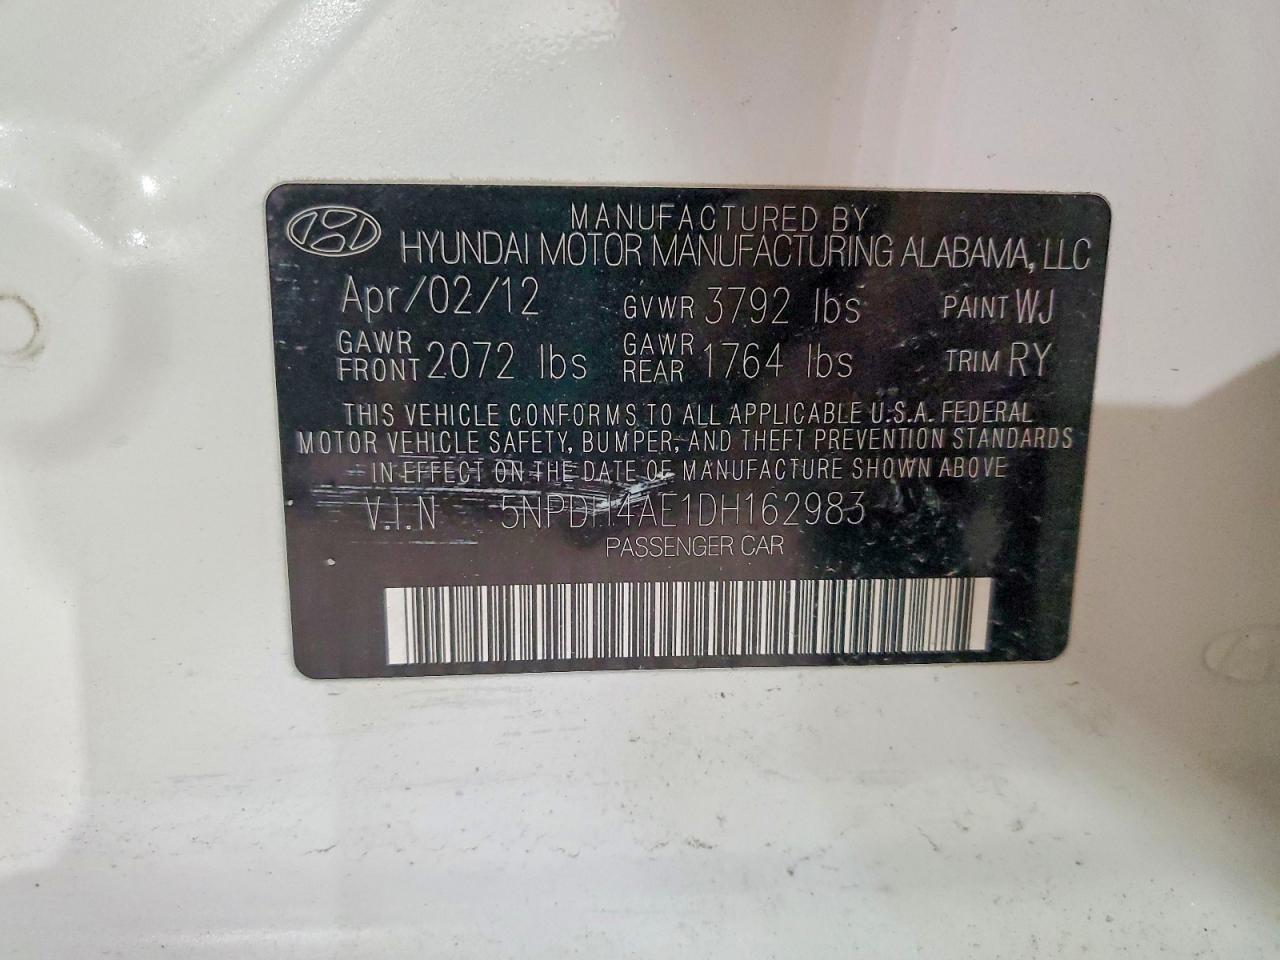 MANUFACTURED BY
HYUNDAI MOTOR MANUFACTURING ALABAMA, LLC
Apr/02/12 GVWR 3792 lbs PAINT WJ
GAWR FRONT 2072 lbs GAWR REAR 1764 lbs TRIM RY
THIS VEHICLE CONFORMS TO ALL APPLICABLE U.S.A. FEDERAL
MOTOR VEHICLE SAFETY, BUMPER, AND THEFT PREVENTION STANDARDS
IN EFFECT ON THE DATE OF MANUFACTURE SHOWN ABOVE
V.I.N 5NPDH4AE1DH162983
PASSENGER CAR